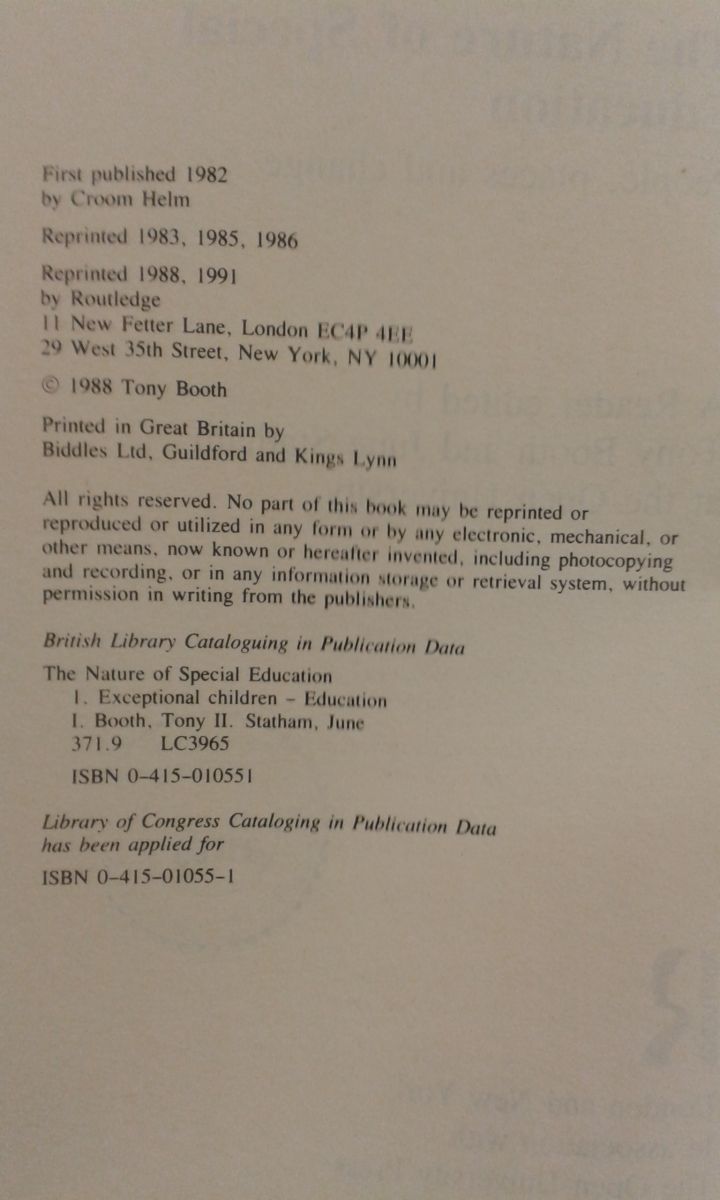 First published 1982
by Croom Helm
Reprinted 1983, 1985, 1986
Reprinted 1988, 1991
by Routledge
11 New Fetter Lane, London EC4P 4EE
29 West 35th Street, New York, NY 10001
© 1988 Tony Booth
Printed in Great Britain by
Biddles Ltd, Guildford and Kings Lynn
All rights reserved. No part of this book may be reprinted or
reproduced or utilized in any form or by any electronic, mechanical, or
other means, now known or hereafter invented, including photocopying
and recording, or in any information storage or retrieval system, without
permission in writing from the publishers.
British Library Cataloguing in Publication Data
The Nature of Special Education
1. Exceptional children – Education
I. Booth, Tony II. Statham, June
371.9 LC3965
ISBN 0–415–010551
Library of Congress Cataloging in Publication Data
has been applied for
ISBN 0–415–01055–1